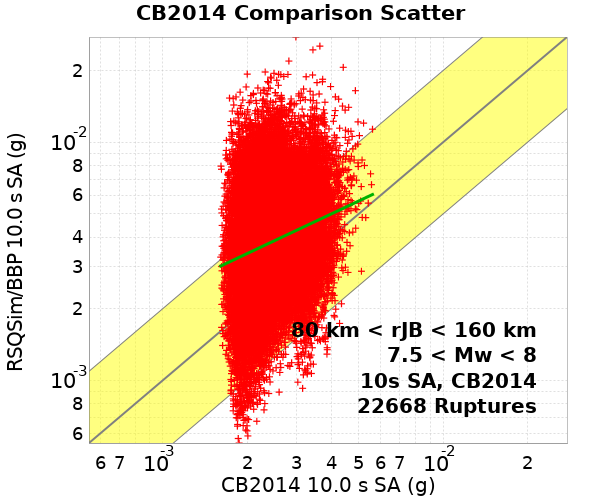 CB2014 Comparison Scatter
RSQSim/BBP 10.0 s SA (g)
2
10-2
8
6
4
3
2
10-3
8
6
80 km < rJB < 160 km
7.5 < Mw < 8
10s SA, CB2014
22668 Ruptures
6 7 10-3 2 3 4 5 6 7 10-2 2
CB2014 10.0 s SA (g)